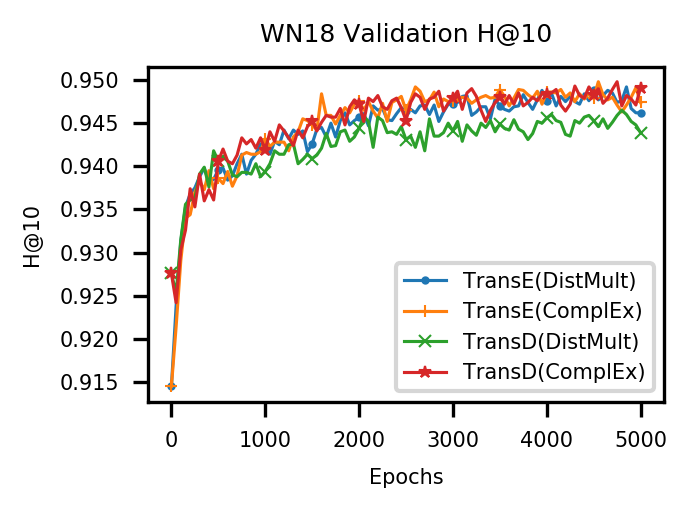 WN18 Validation H@10
0.950
0.945
0.940
0.935
0.930
0.925
0.920
0.915
H@10
TransE(DistMult)
TransE(ComplEx)
TransD(DistMult)
TransD(ComplEx)
0 1000 2000 3000 4000 5000
Epochs